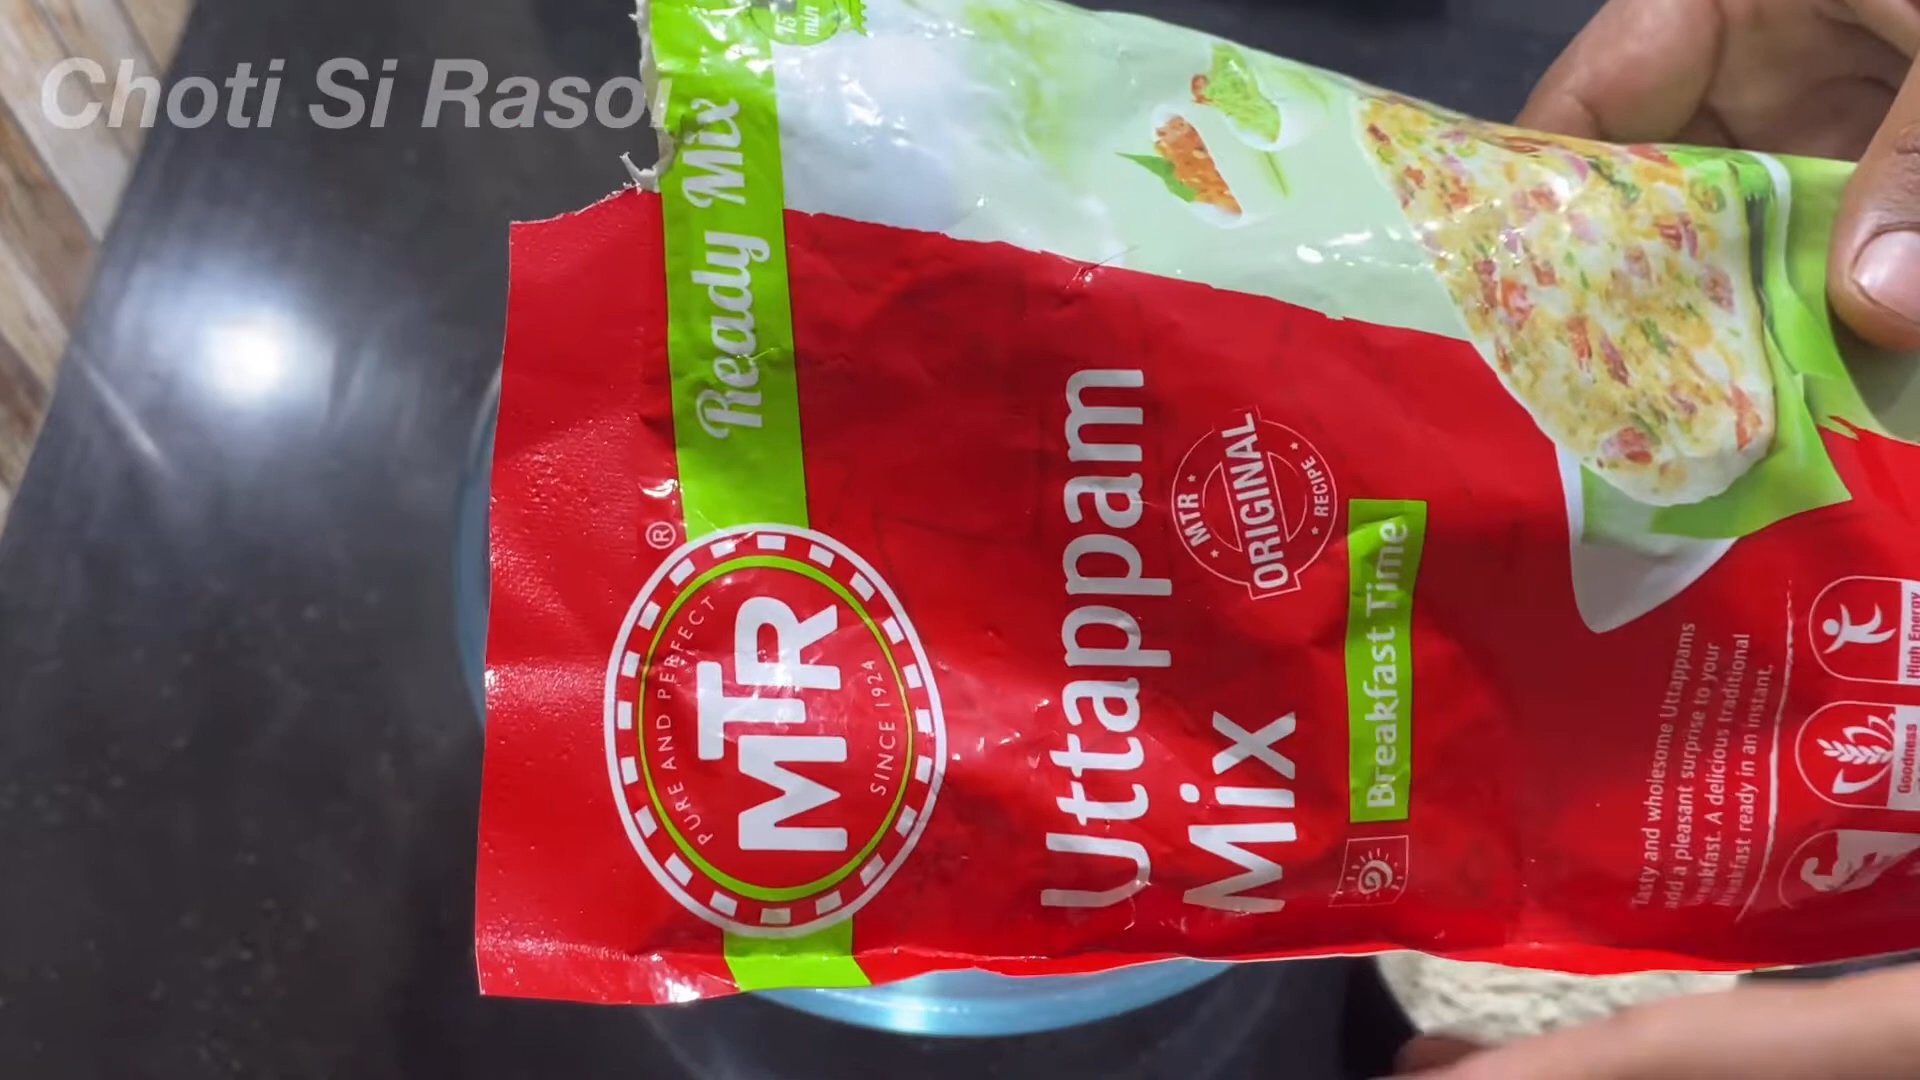 Choti Si Rasoi
15
min
Ready Mix
®
PURE AND PERFECT
MTR
SINCE 1924
Uttappam
Mix
MTR
ORIGINAL
RECIPE
Breakfast Time
Tasty and wholesome Uttappams
add a pleasant surprise to your
breakfast. A delicious traditional
breakfast ready in an instant.
High Energy
Goodness